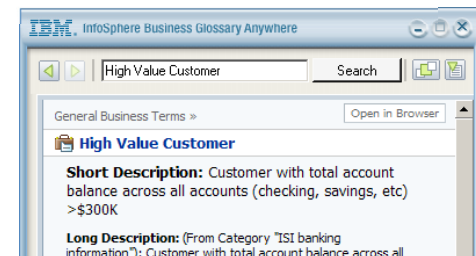 IBM. InfoSphere Business Glossary Anywhere
High Value Customer Search
General Business Terms » Open in Browser
High Value Customer
Short Description: Customer with total account
balance across all accounts (checking, savings, etc)
>$300K
Long Description: (From Category "ISI banking
information"): Customer with total account balance across all